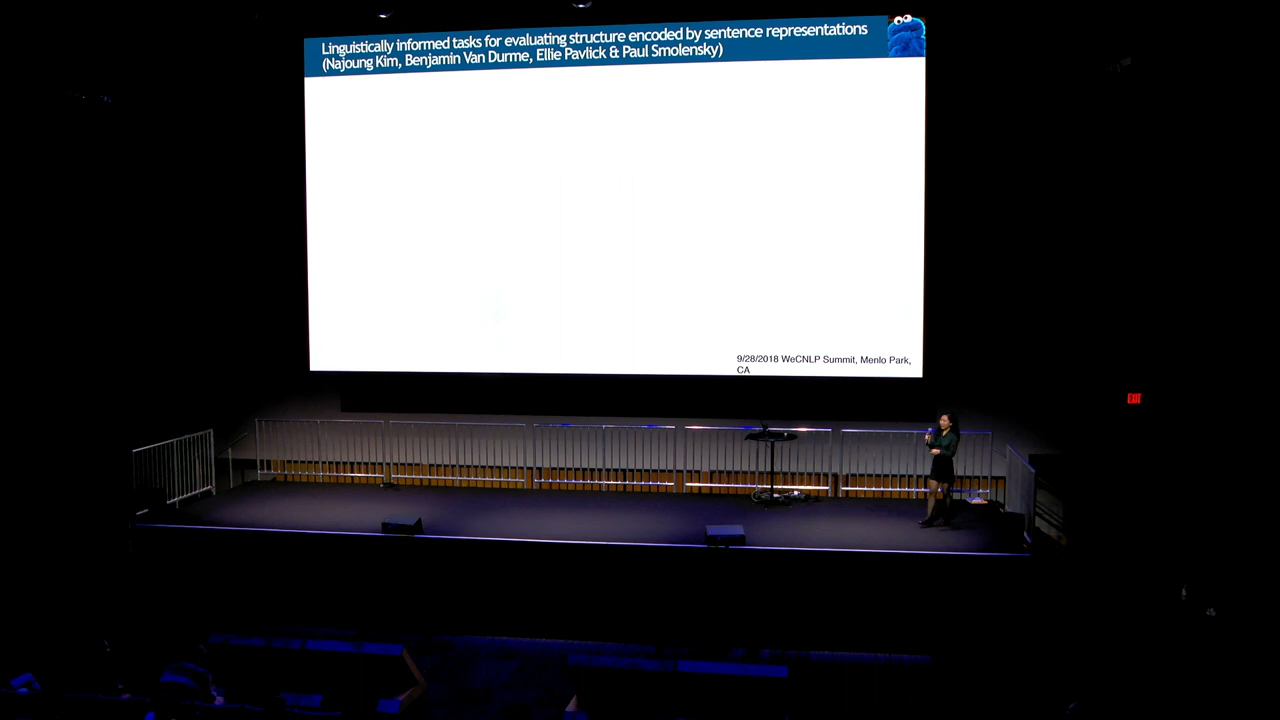 Linguistically informed tasks for evaluating structure encoded by sentence representations
(Najoung Kim, Benjamin Van Durme, Ellie Pavlick & Paul Smolensky)
9/28/2018 WeCNLP Summit, Menlo Park,
CA
EXIT